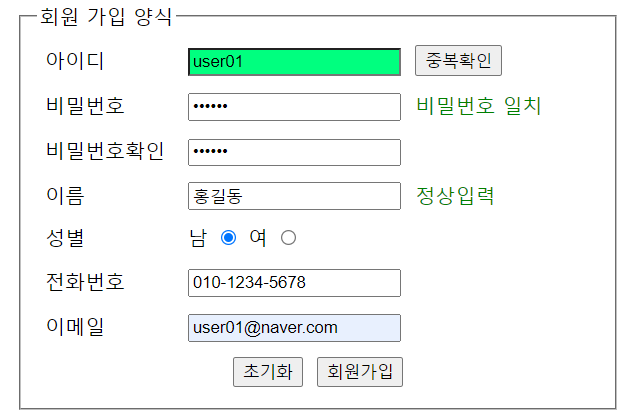 회원 가입 양식
아이디 user01 중복확인
비밀번호 •••••• 비밀번호 일치
비밀번호확인 ••••••
이름 홍길동 정상입력
성별 남 여
전화번호 010-1234-5678
이메일 user01@naver.com
초기화 회원가입